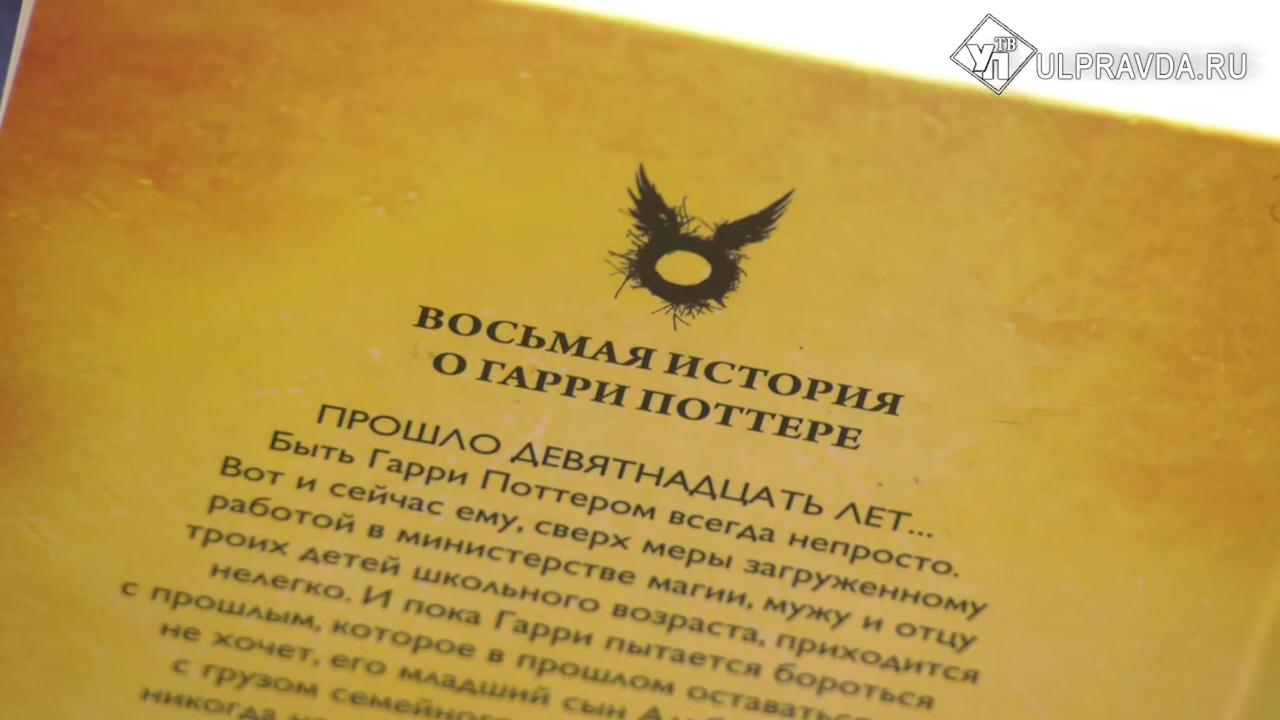 УП ТВ
ULPRAVDA.RU
ВОСЬМАЯ ИСТОРИЯ
О ГАРРИ ПОТТЕРЕ
ПРОШЛО ДЕВЯТНАДЦАТЬ ЛЕТ...
Быть Гарри Поттером всегда непросто.
Вот и сейчас ему, сверх меры загруженному
работой в министерстве магии, мужу и отцу
троих детей школьного возраста, приходится
нелегко. И пока Гарри пытается бороться
с прошлым, которое в прошлом оставаться
не хочет, его младший сын
с грузом семейного
никогда